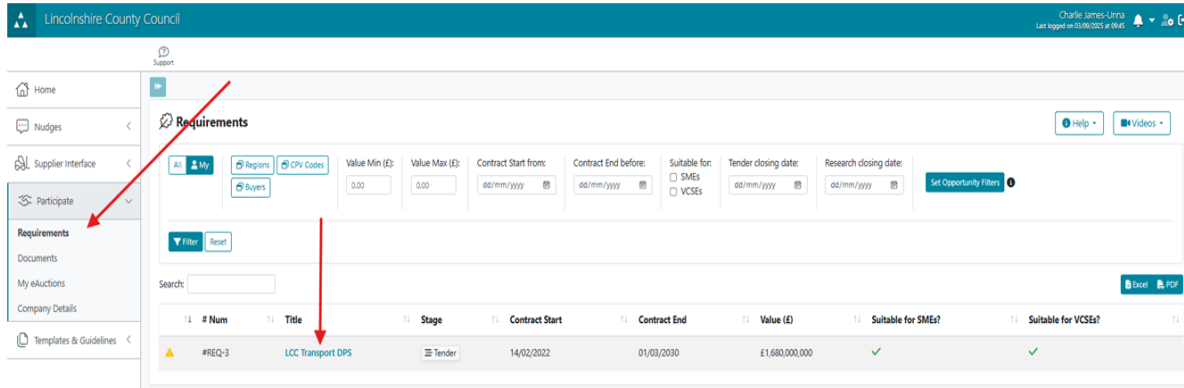 Lincolnshire County Council
Charlie James-Unna
Last logged on 03/09/2025 at 09:45
Support
Home
Nudges
Supplier Interface
Participate
Requirements
Documents
My eAuctions
Company Details
Templates & Guidelines
Requirements
Help
Videos
All My
Regions CPV Codes
Buyers
Value Min (£): Value Max (£): Contract Start from: Contract End before: Suitable for: Tender closing date: Research closing date:
0.00 0.00 dd/mm/yyyy dd/mm/yyyy SMEs dd/mm/yyyy dd/mm/yyyy Set Opportunity Filters
VCSEs
Filter Reset
Search: Excel PDF
# Num Title Stage Contract Start Contract End Value (£) Suitable for SMEs? Suitable for VCSEs?
#REQ-3 LCC Transport DPS Tender 14/02/2022 01/03/2030 £1,680,000,000